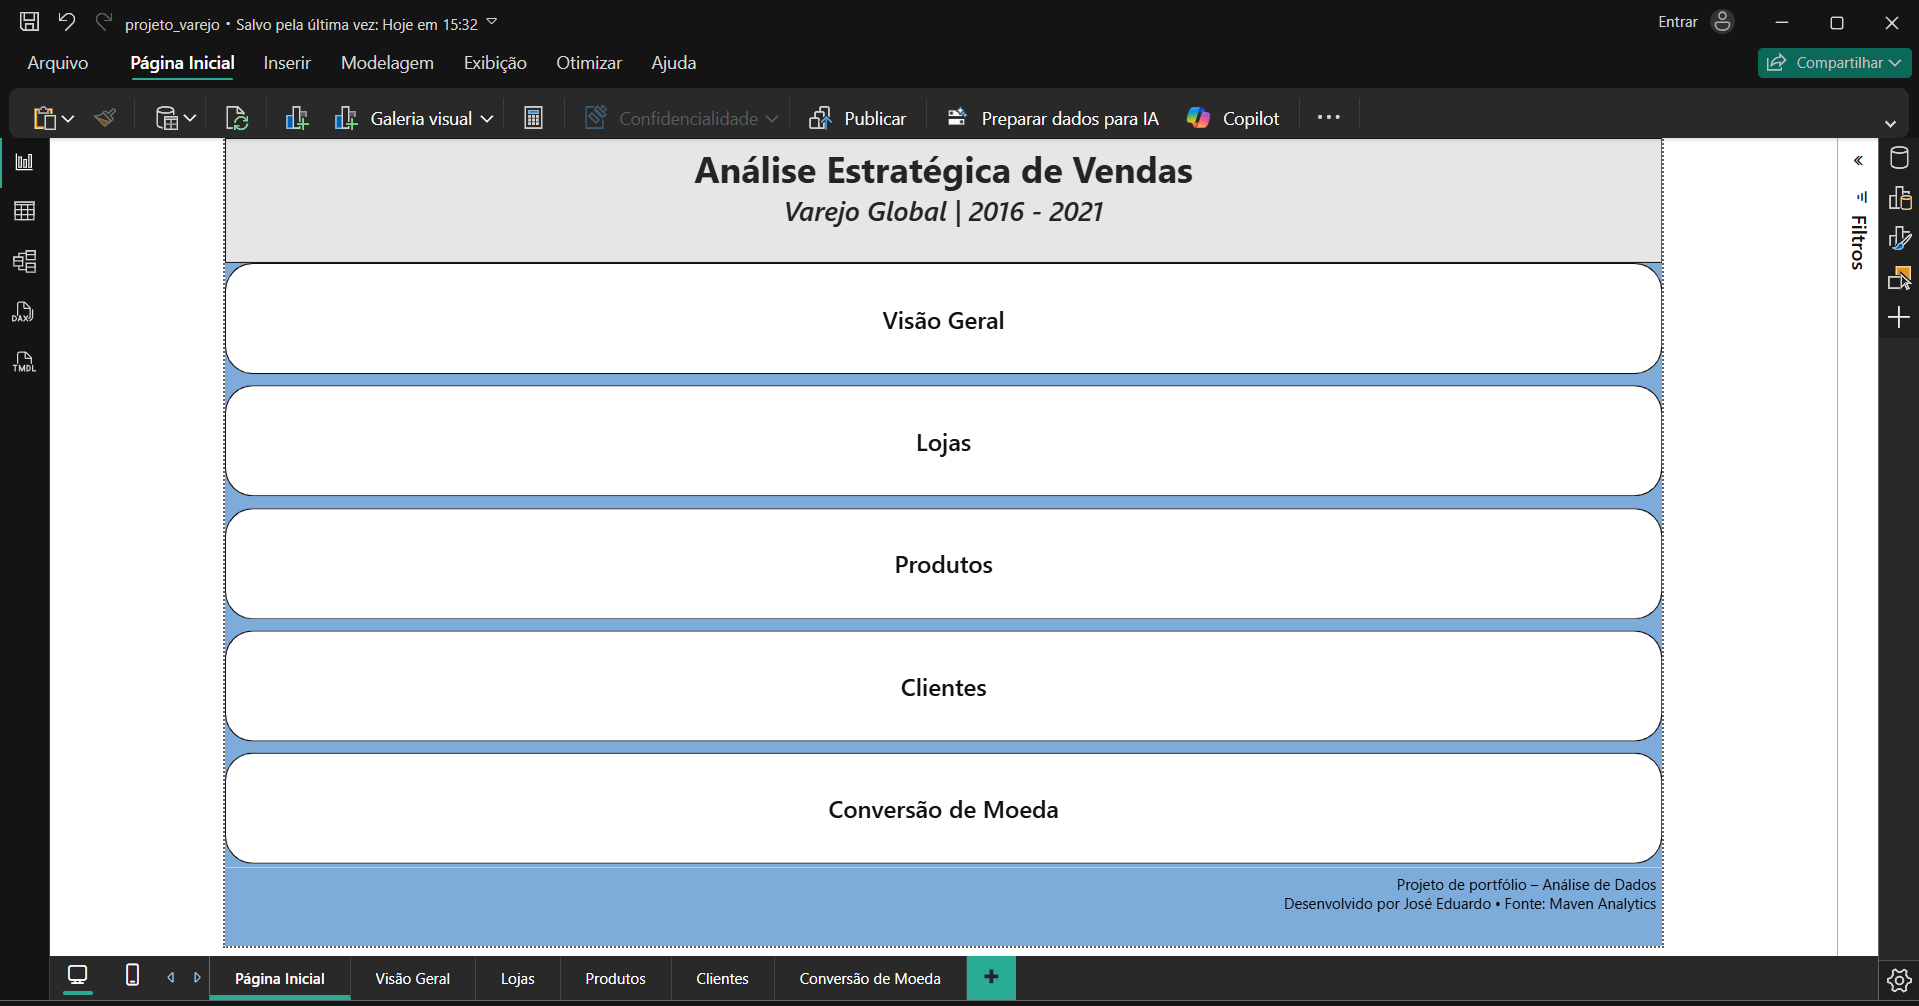 projeto_varejo • Salvo pela última vez: Hoje em 15:32
Entrar
Arquivo
Página Inicial
Inserir
Modelagem
Exibição
Otimizar
Ajuda
Compartilhar
Galeria visual
Confidencialidade
Publicar
Preparar dados para IA
Copilot
Análise Estratégica de Vendas
Varejo Global | 2016 - 2021
Filtros
DAX
TMDL
Visão Geral
Lojas
Produtos
Clientes
Conversão de Moeda
Projeto de portfólio – Análise de Dados
Desenvolvido por José Eduardo • Fonte: Maven Analytics
Página Inicial
Visão Geral
Lojas
Produtos
Clientes
Conversão de Moeda